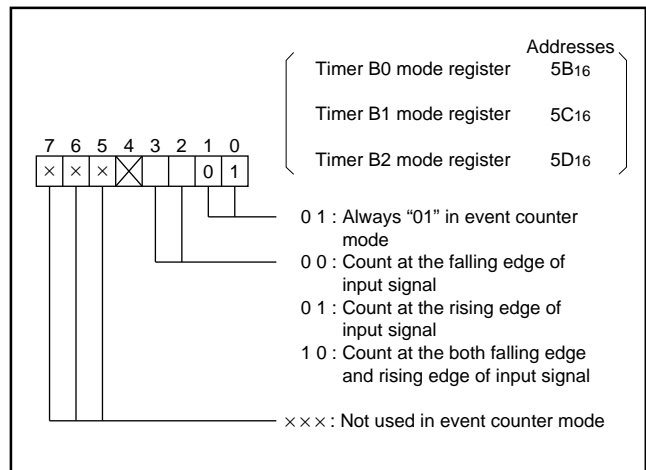 Addresses
Timer B0 mode register 5B16
Timer B1 mode register 5C16
Timer B2 mode register 5D16
7 6 5 4 3 2 1 0
× × × 0 1
0 1 : Always “01” in event counter
mode
0 0 : Count at the falling edge of
input signal
0 1 : Count at the rising edge of
input signal
1 0 : Count at the both falling edge
and rising edge of input signal
××× : Not used in event counter mode